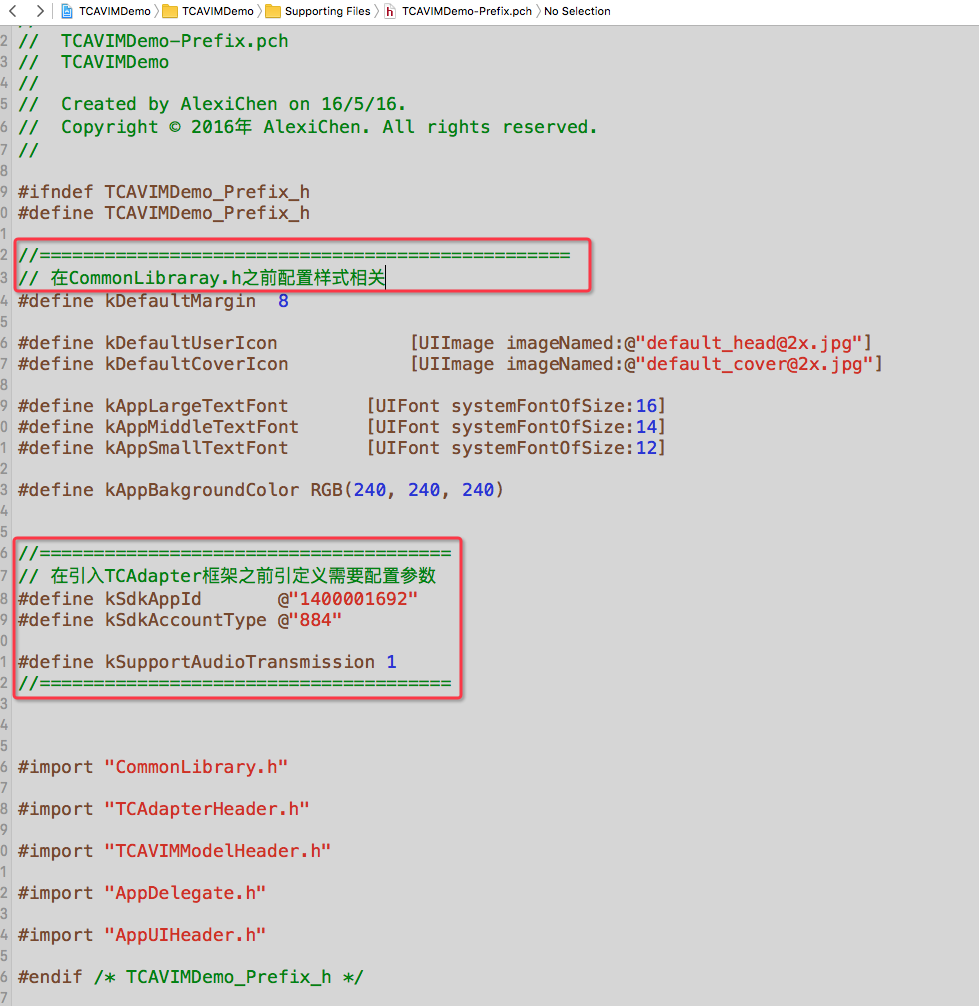 TCAVIMDemo TCAVIMDemo Supporting Files h TCAVIMDemo-Prefix.pch No Selection
//
2 //  TCAVIMDemo-Prefix.pch
3 //  TCAVIMDemo
4 //
5 //  Created by AlexiChen on 16/5/16.
6 //  Copyright © 2016年 AlexiChen. All rights reserved.
7 //
8
9 #ifndef TCAVIMDemo_Prefix_h
0 #define TCAVIMDemo_Prefix_h
1
2 //=================================================
3 // 在CommonLibraray.h之前配置样式相关
4 #define kDefaultMargin  8
5
6 #define kDefaultUserIcon            [UIImage imageNamed:@"default_head@2x.jpg"]
7 #define kDefaultCoverIcon           [UIImage imageNamed:@"default_cover@2x.jpg"]
8
9 #define kAppLargeTextFont       [UIFont systemFontOfSize:16]
0 #define kAppMiddleTextFont      [UIFont systemFontOfSize:14]
1 #define kAppSmallTextFont       [UIFont systemFontOfSize:12]
2
3 #define kAppBakgroundColor RGB(240, 240, 240)
4
5
6 //======================================
7 // 在引入TCAdapter框架之前引定义需要配置参数
8 #define kSdkAppId       @"1400001692"
9 #define kSdkAccountType @"884"
0
1 #define kSupportAudioTransmission 1
2 //======================================
3
4
5
6 #import "CommonLibrary.h"
7
8 #import "TCAdapterHeader.h"
9
0 #import "TCAVIMModelHeader.h"
1
2 #import "AppDelegate.h"
3
4 #import "AppUIHeader.h"
5
6 #endif /* TCAVIMDemo_Prefix_h */
7